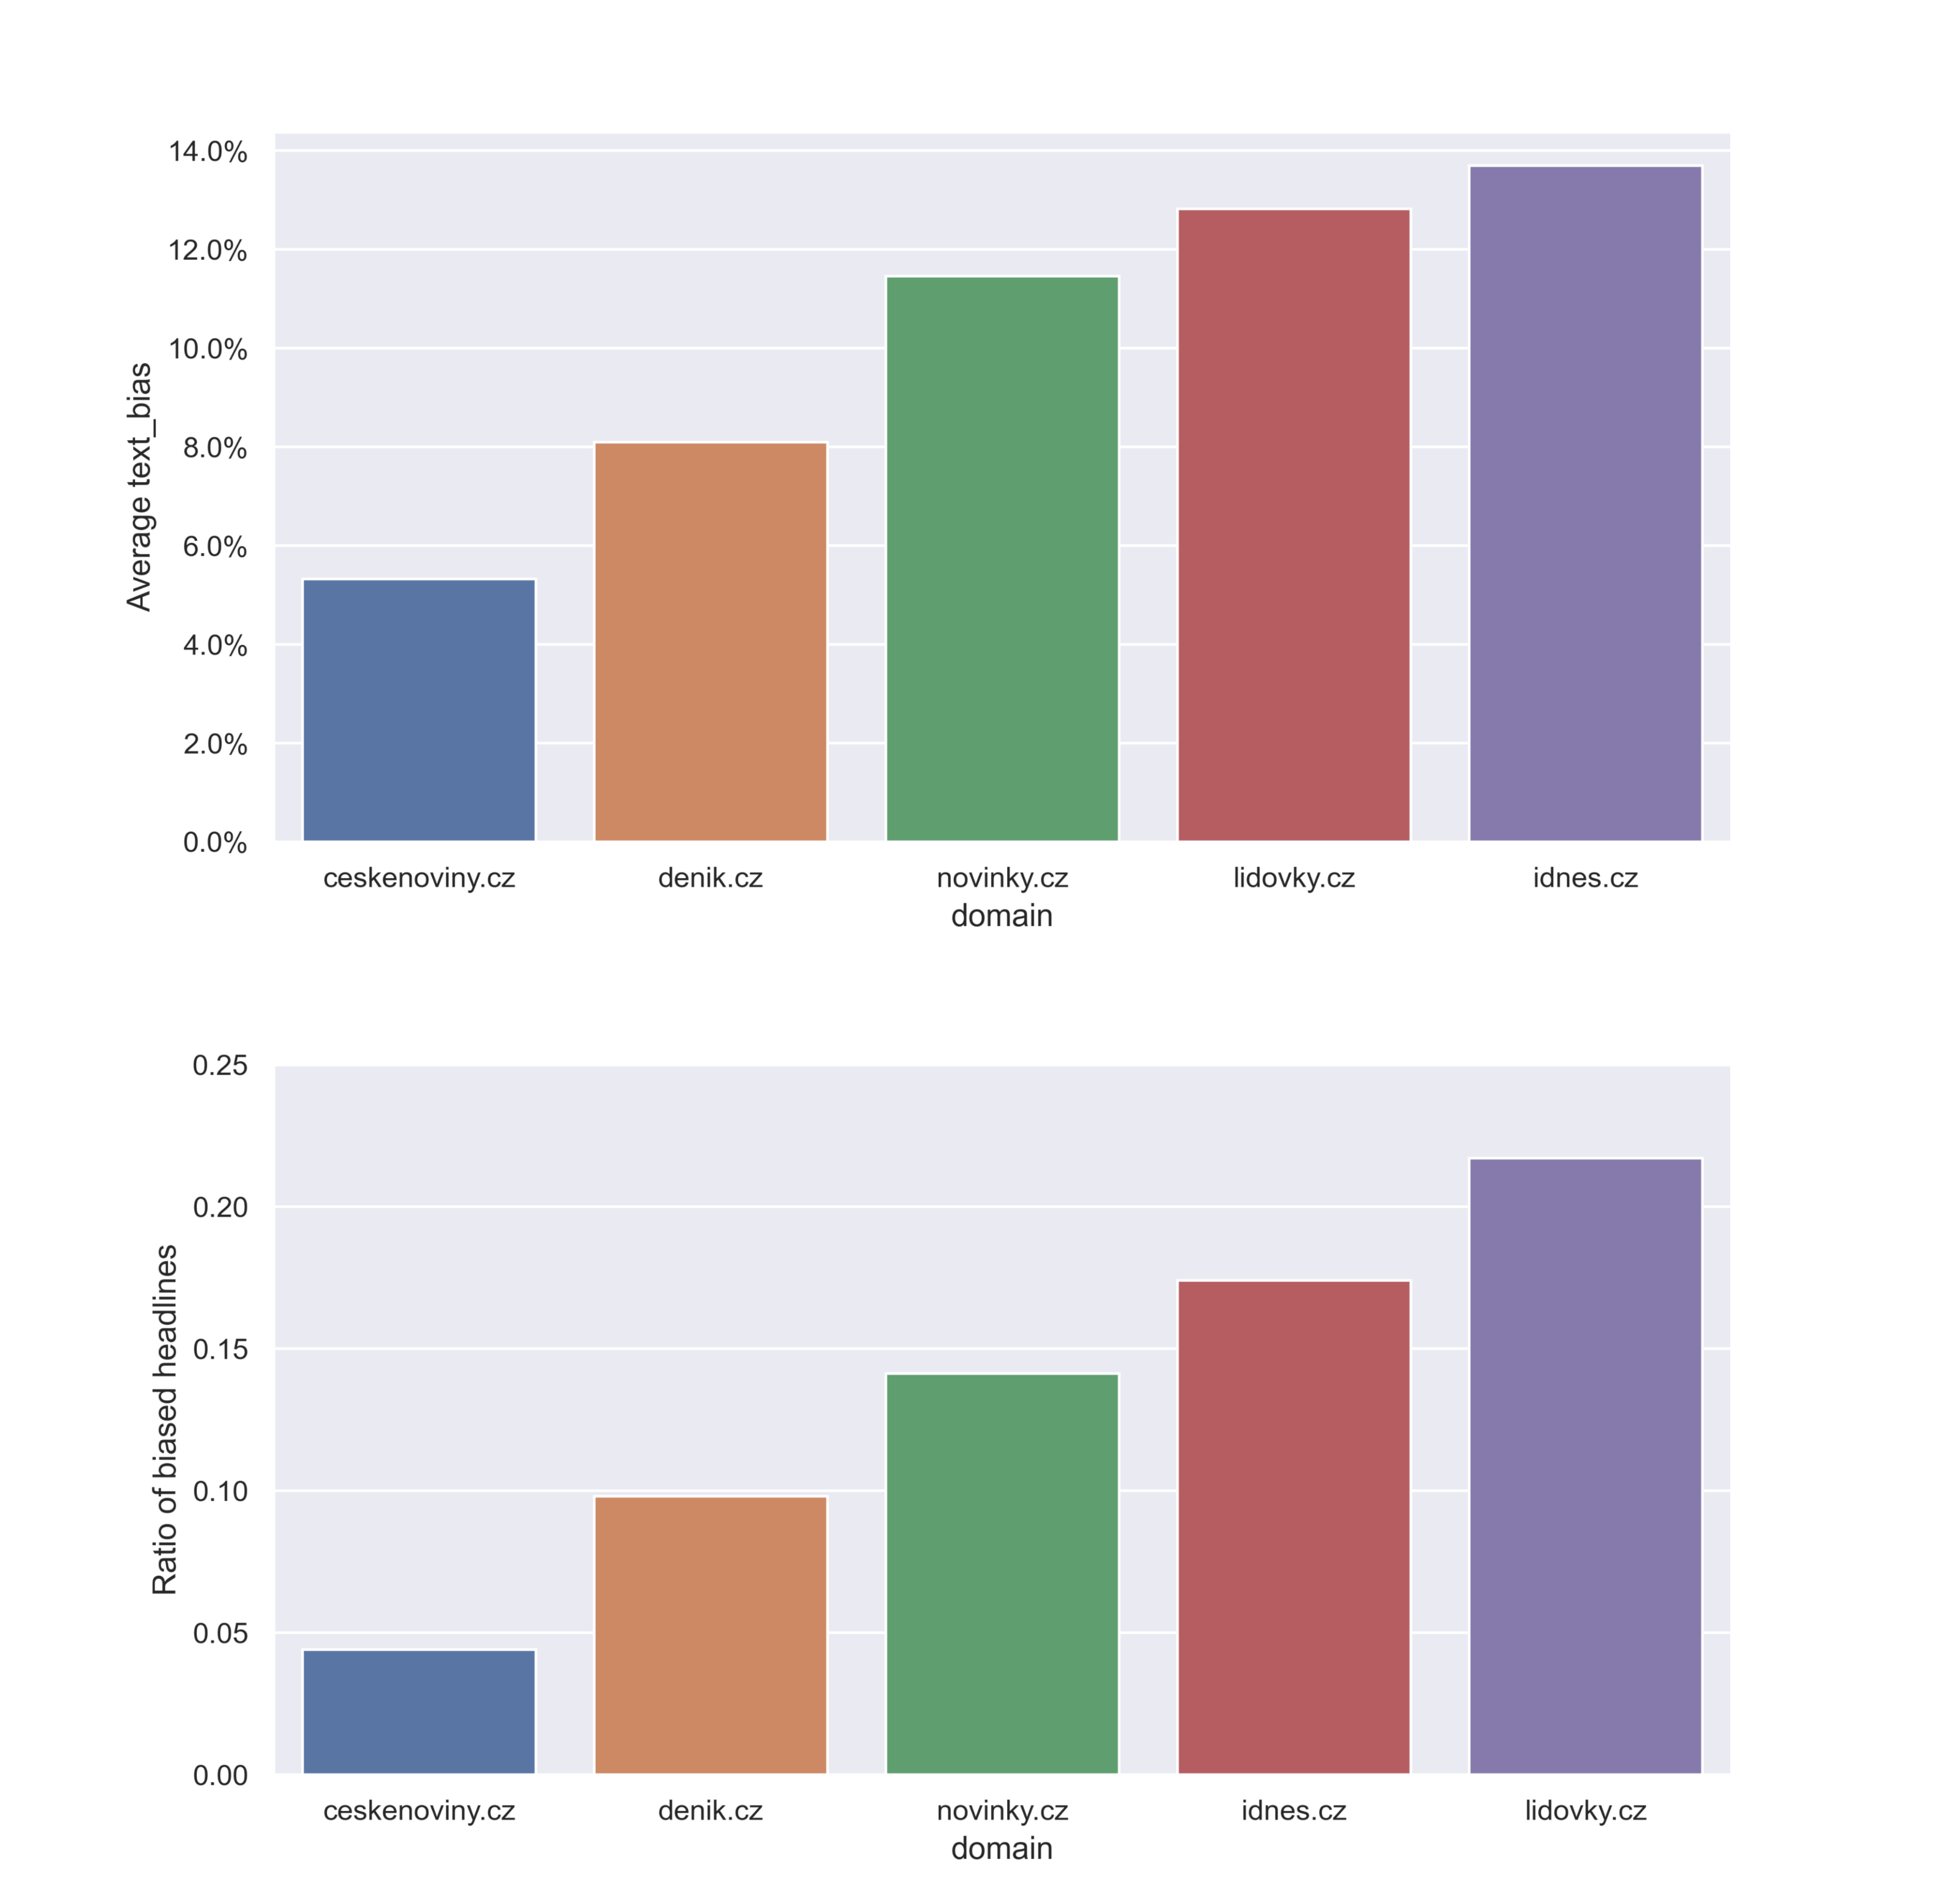 14.0%
12.0%
10.0%
8.0%
6.0%
4.0%
2.0%
0.0%
Average text_bias
ceskenoviny.cz
denik.cz
novinky.cz
lidovky.cz
idnes.cz
domain
0.25
0.20
0.15
0.10
0.05
0.00
Ratio of biased headlines
ceskenoviny.cz
denik.cz
novinky.cz
idnes.cz
lidovky.cz
domain